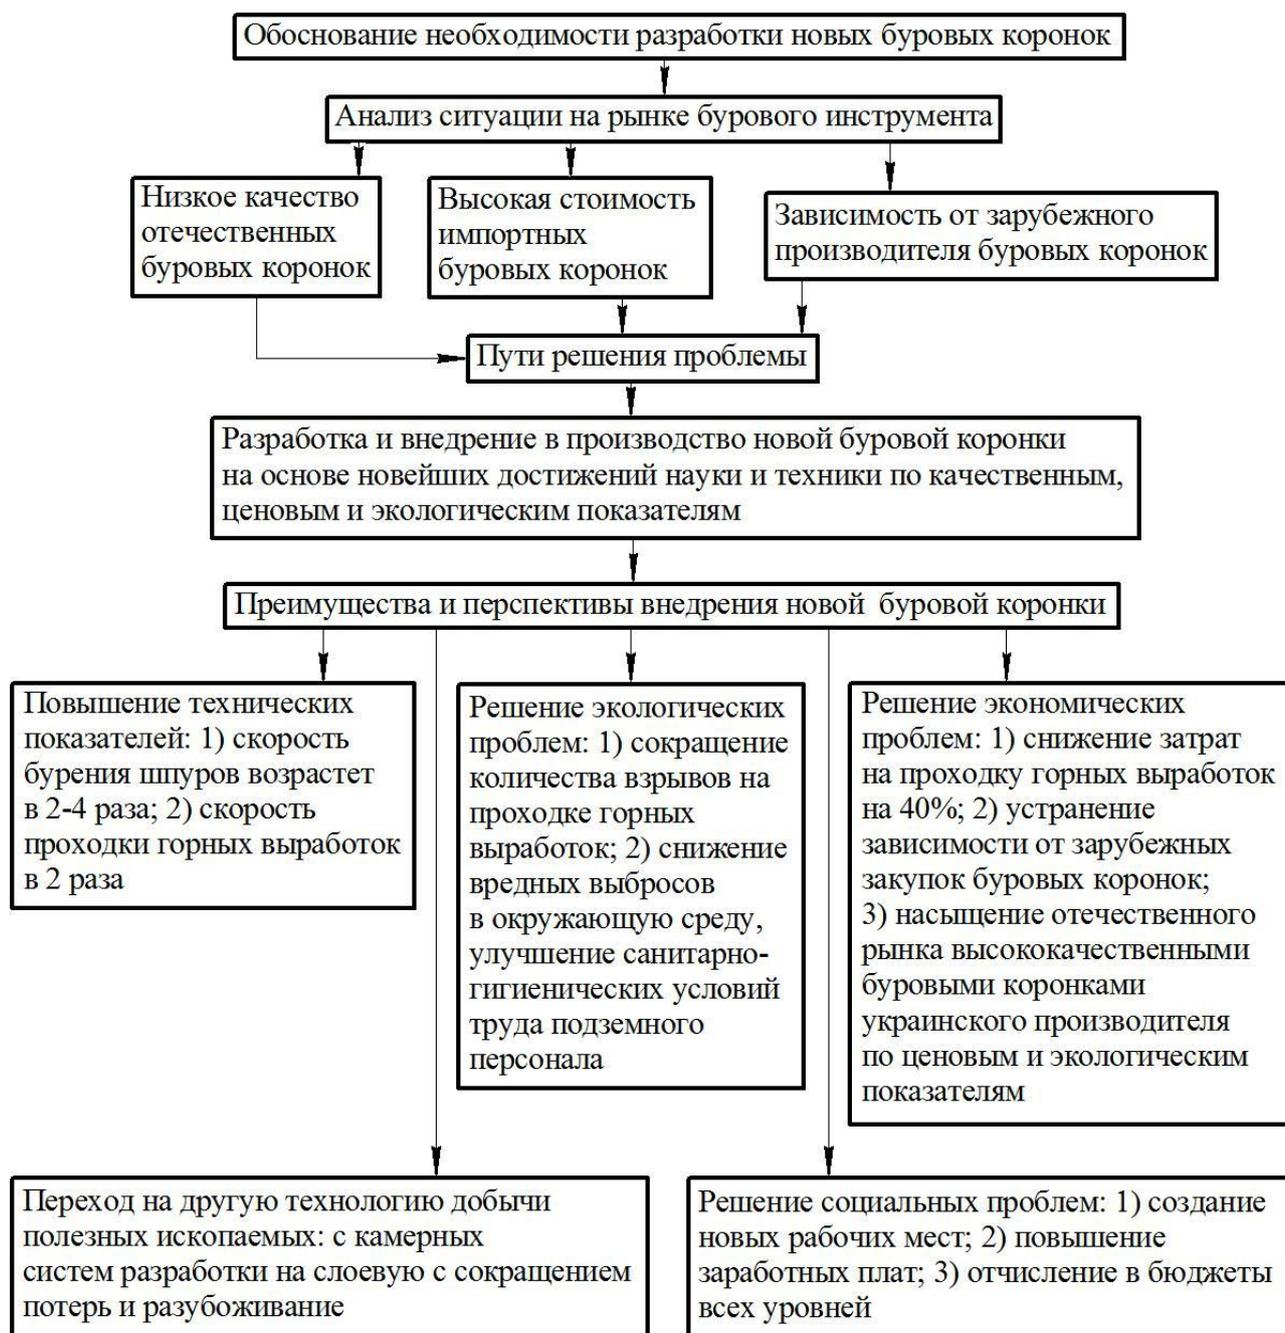 Обоснование необходимости разработки новых буровых коронок
Анализ ситуации на рынке бурового инструмента
Низкое качество
отечественных
буровых коронок
Высокая стоимость
импортных
буровых коронок
Зависимость от зарубежного
производителя буровых коронок
Пути решения проблемы
Разработка и внедрение в производство новой буровой коронки
на основе новейших достижений науки и техники по качественным,
ценовым и экологическим показателям
Преимущества и перспективы внедрения новой буровой коронки
Повышение технических
показателей: 1) скорость
бурения шпуров возрастет
в 2-4 раза; 2) скорость
проходки горных выработок
в 2 раза
Решение экологических
проблем: 1) сокращение
количества взрывов на
проходке горных
выработок; 2) снижение
вредных выбросов
в окружающую среду,
улучшение санитарно-
гигиенических условий
труда подземного
персонала
Решение экономических
проблем: 1) снижение затрат
на проходку горных выработок
на 40%; 2) устранение
зависимости от зарубежных
закупок буровых коронок;
3) насыщение отечественного
рынка высококачественными
буровыми коронками
украинского производителя
по ценовым и экологическим
показателям
Переход на другую технологию добычи
полезных ископаемых: с камерных
систем разработки на слоевую с сокращением
потерь и разубоживание
Решение социальных проблем: 1) создание
новых рабочих мест; 2) повышение
заработных плат; 3) отчисление в бюджеты
всех уровней